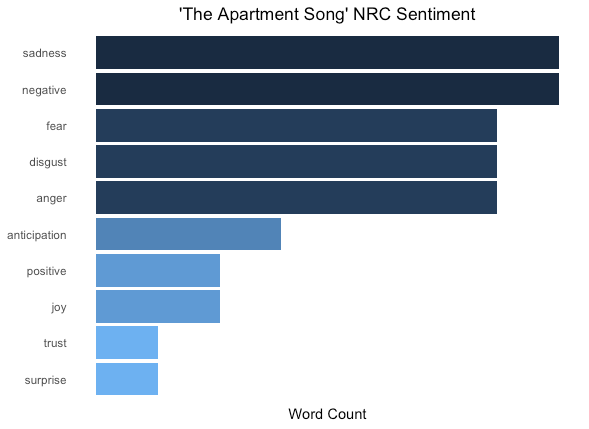 'The Apartment Song' NRC Sentiment
sadness
negative
fear
disgust
anger
anticipation
positive
joy
trust
surprise
Word Count